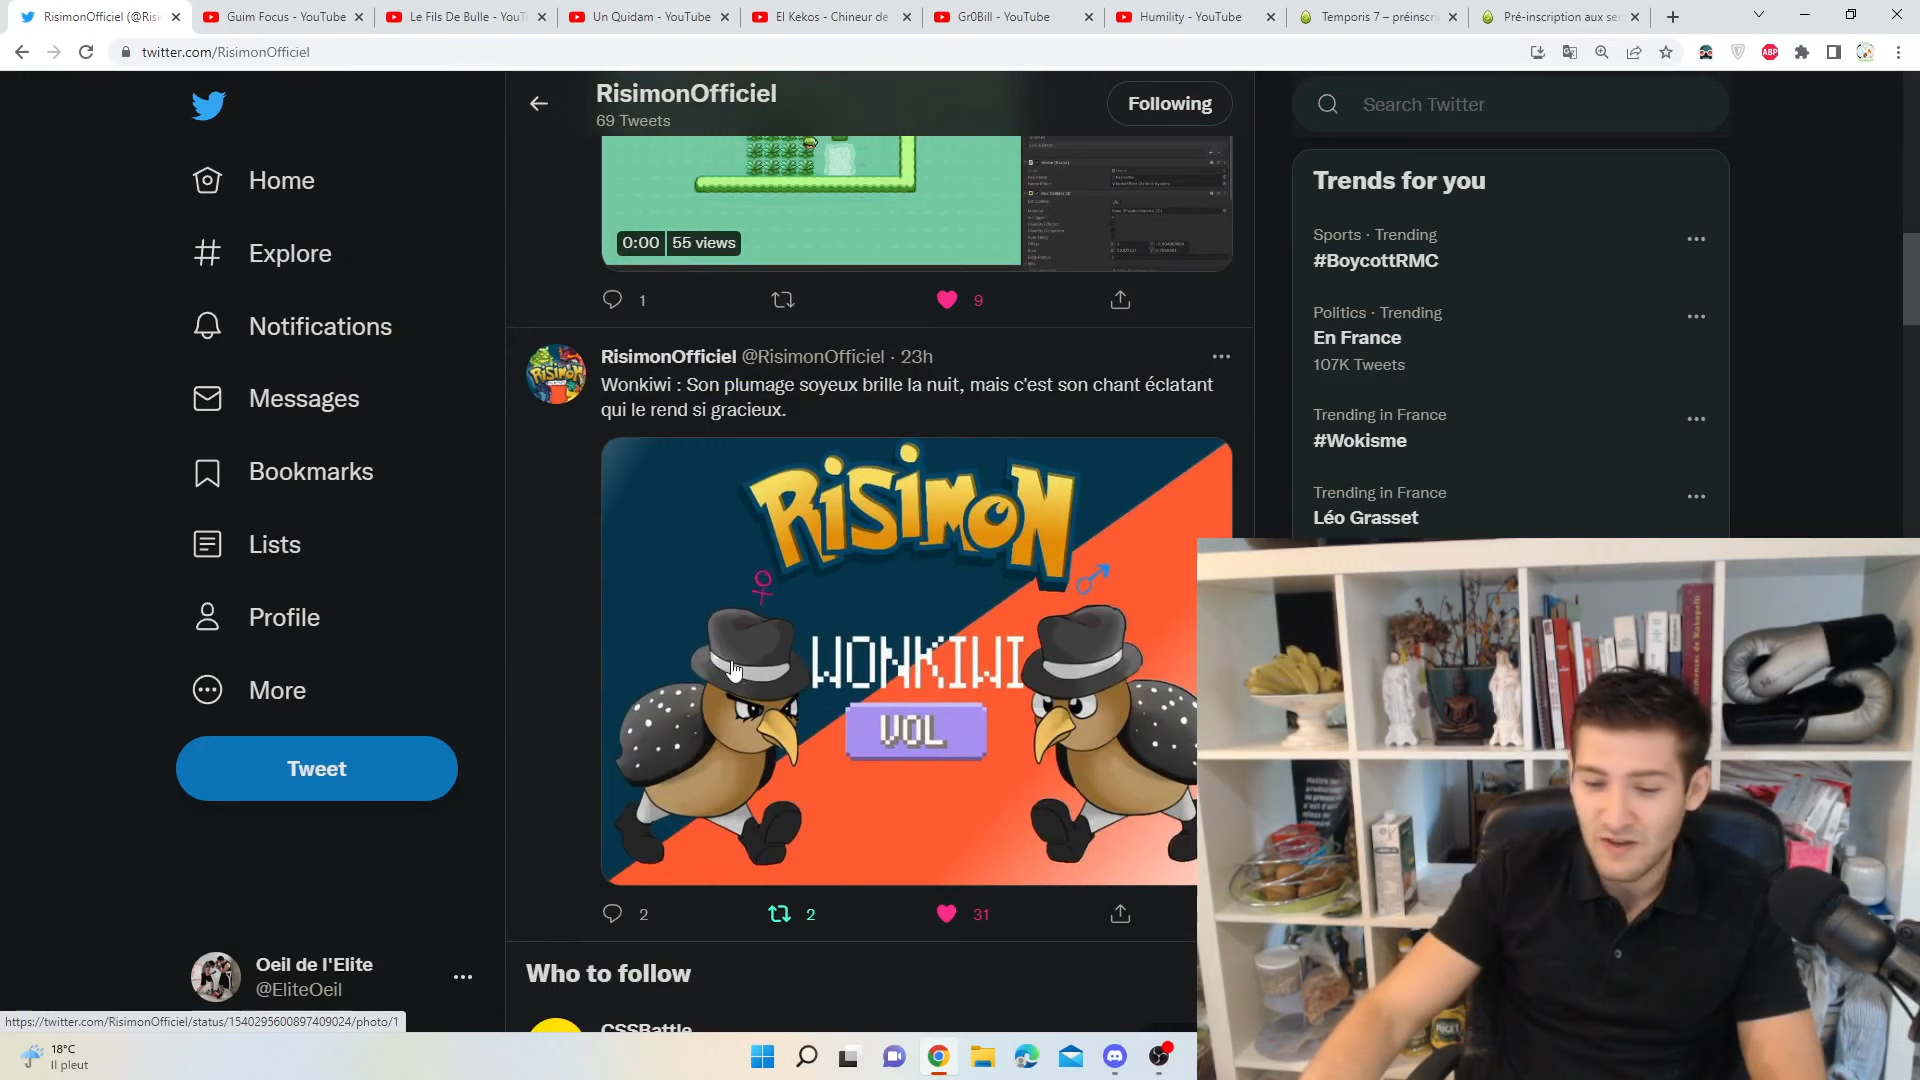 RisimonOfficiel (@Risi
Guim Focus - YouTube
Le Fils De Bulle - YouT
Un Quidam - YouTube
El Kekos - Chineur de
Gr0Bill - YouTube
Humility - YouTube
Temporis 7 – préinscri
Pré-inscription aux se
twitter.com/RisimonOfficiel
ABP
RisimonOfficiel
69 Tweets
Following
Search Twitter
Home
Explore
Notifications
Messages
Bookmarks
Lists
Profile
More
Tweet
Oeil de l'Elite
@EliteOeil
0:00 55 views
1
9
RisimonOfficiel @RisimonOfficiel · 23h
Wonkiwi : Son plumage soyeux brille la nuit, mais c'est son chant éclatant
qui le rend si gracieux.
RiSiMON
WONKIWI
VOL
2
2
31
Who to follow
CSSBattle
Trends for you
Sports · Trending
#BoycottRMC
Politics · Trending
En France
107K Tweets
Trending in France
#Wokisme
Trending in France
Léo Grasset
https://twitter.com/RisimonOfficiel/status/1540295600897409024/photo/1
18°C
Il pleut